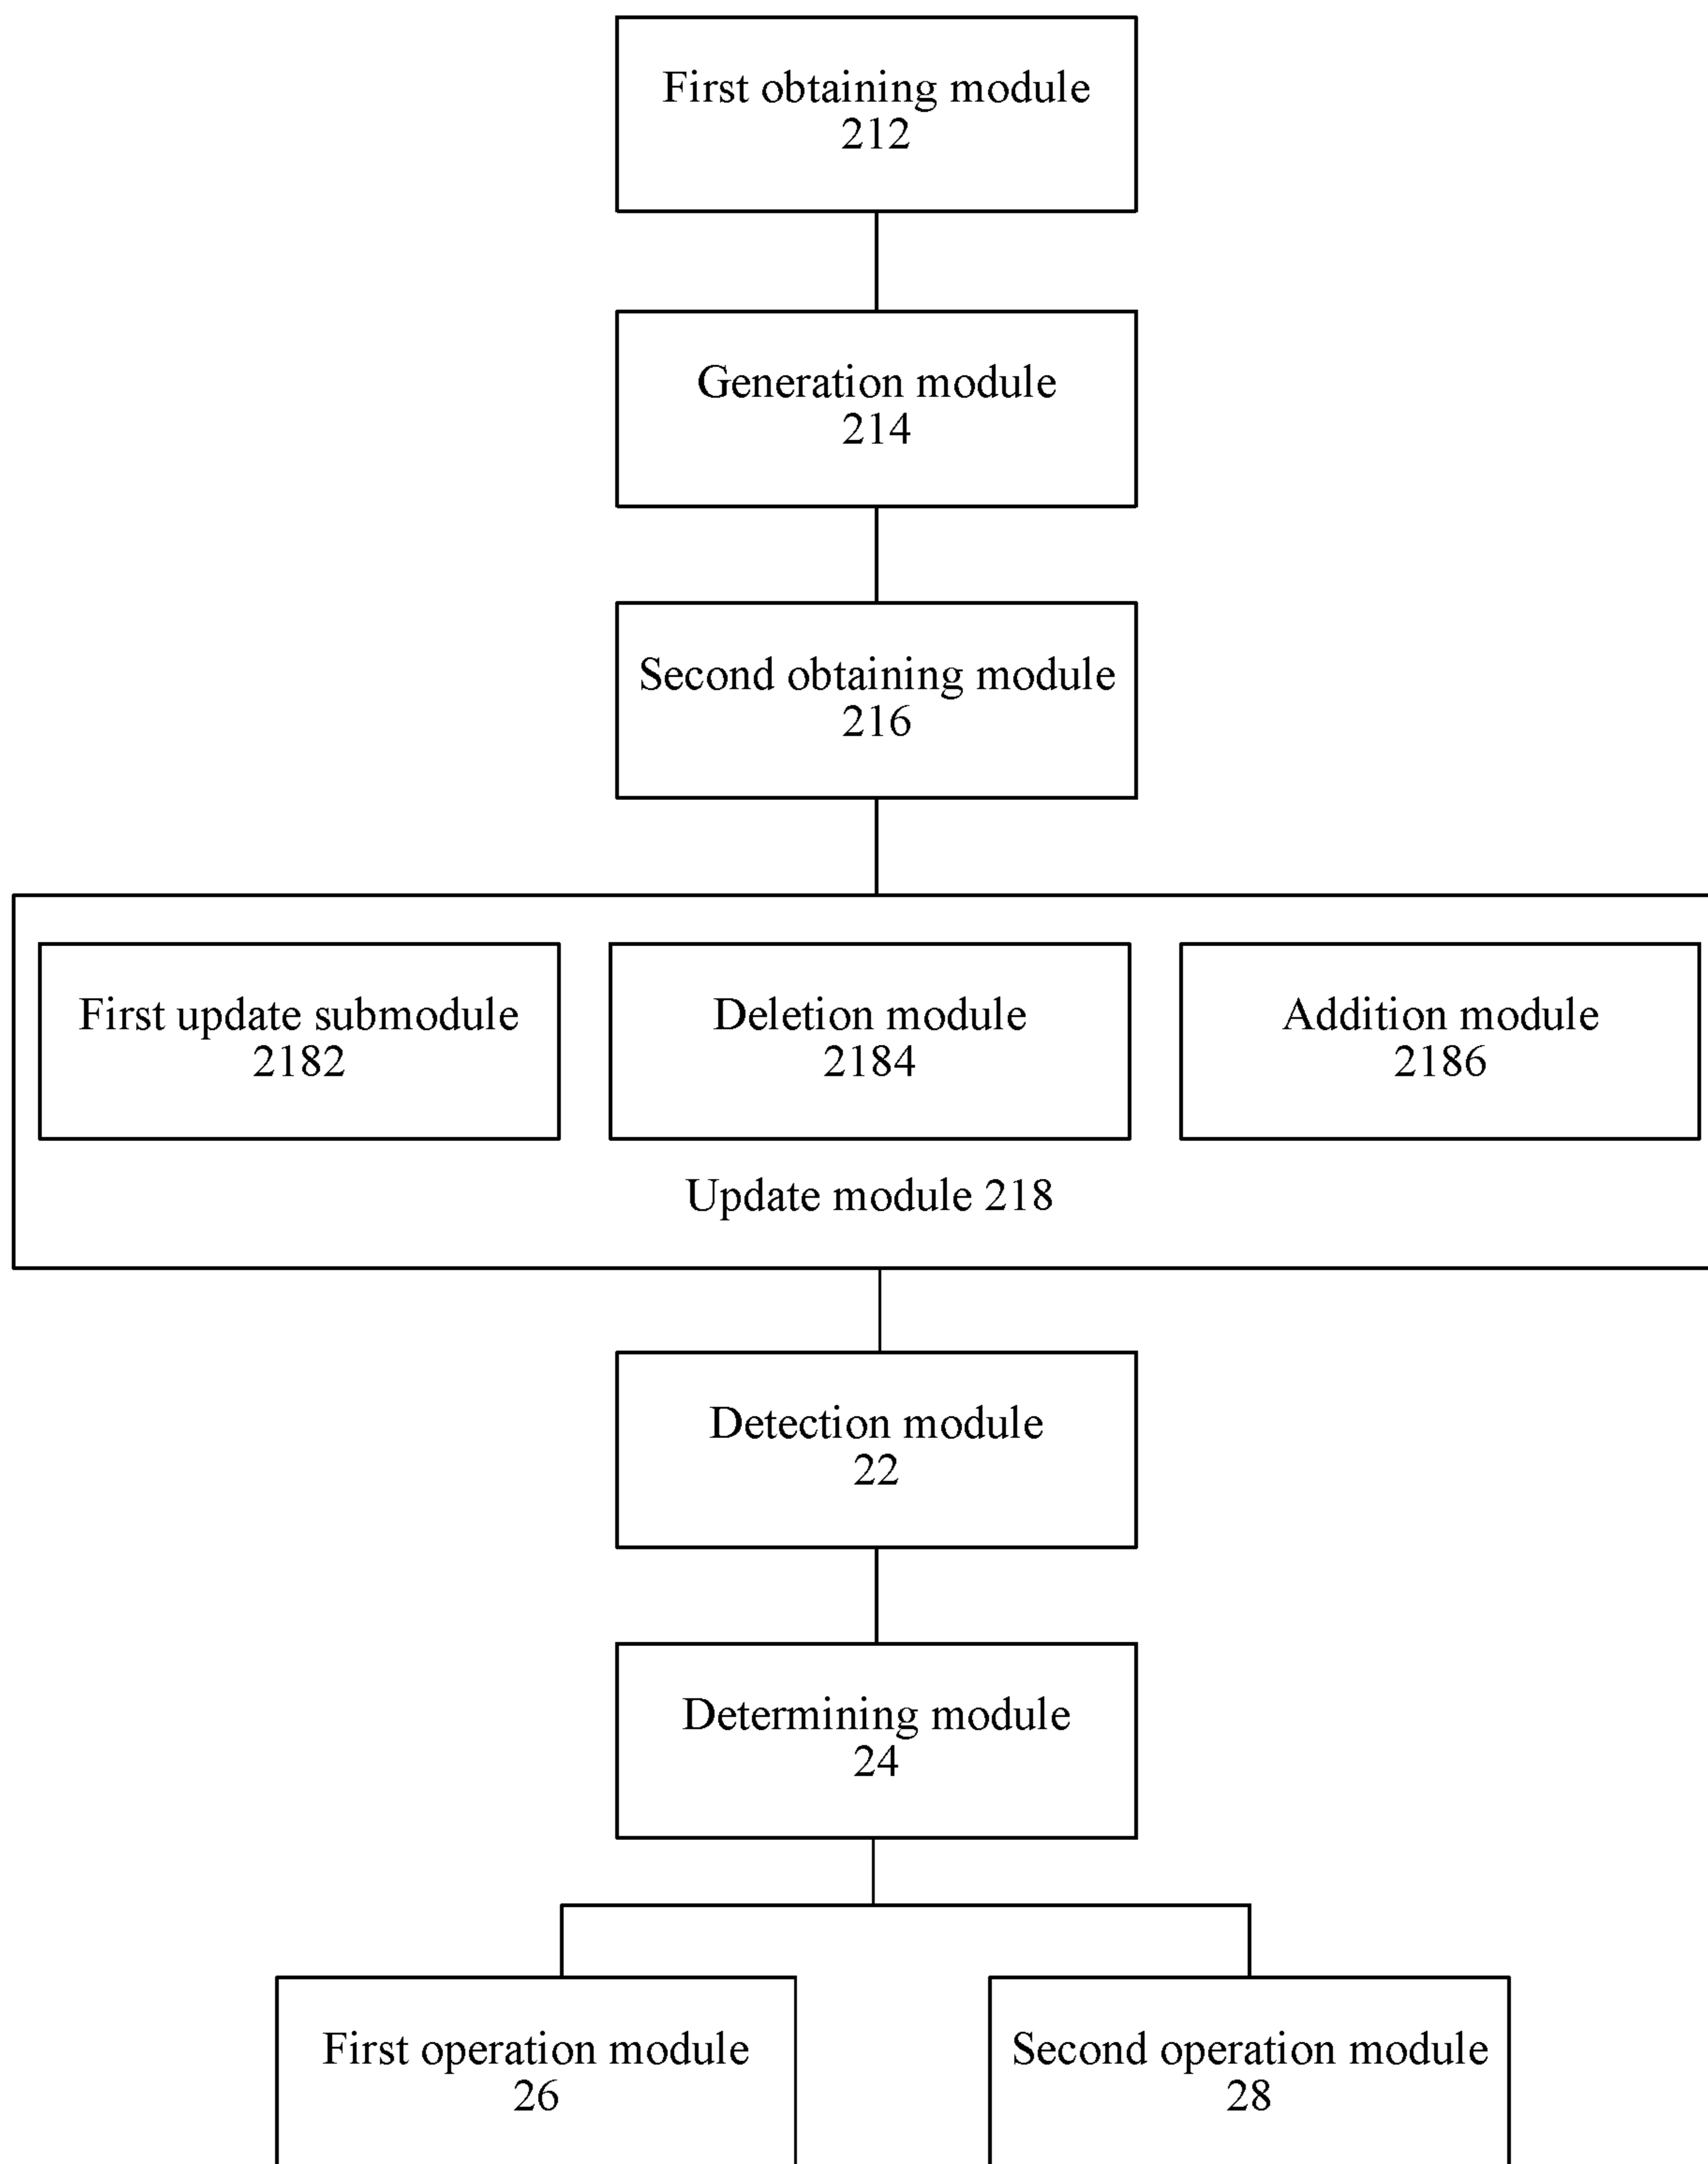 First obtaining module
212
Generation module
214
Second obtaining module
216
First update submodule
2182
Deletion module
2184
Addition module
2186
Update module 218
Detection module
22
Determining module
24
First operation module
26
Second operation module
28